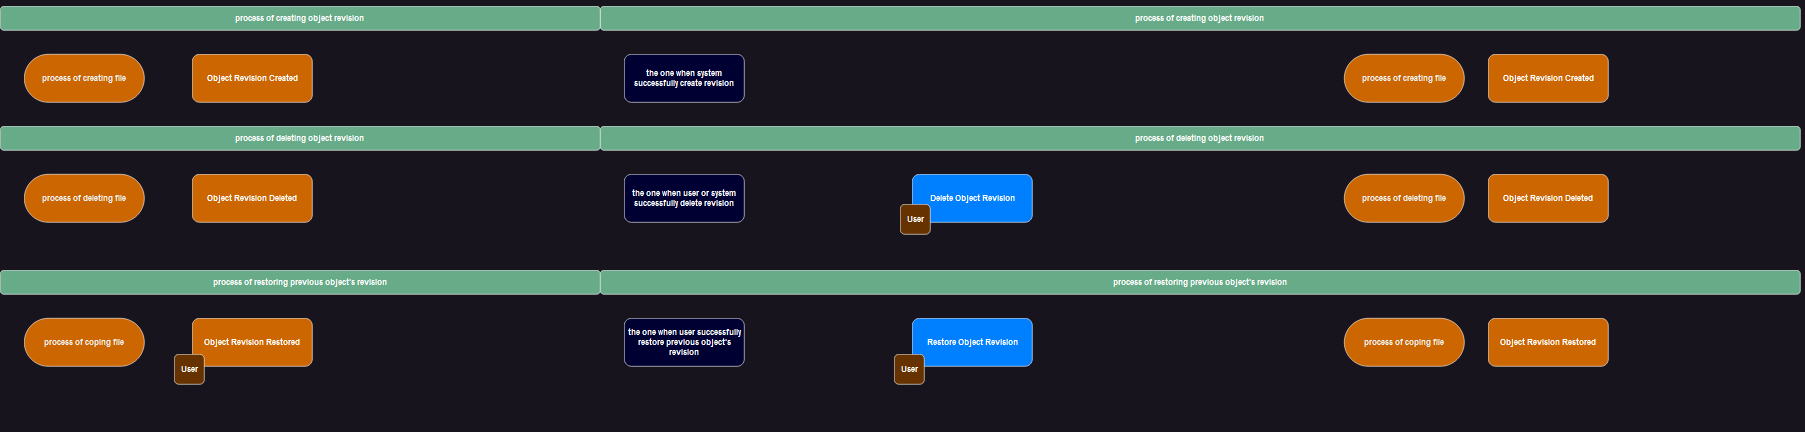 process of creating object revision
process of creating object revision
process of creating file
Object Revision Created
the one when system
successfully create revision
process of creating file
Object Revision Created
process of deleting object revision
process of deleting object revision
process of deleting file
Object Revision Deleted
the one when user or system
successfully delete revision
Delete Object Revision
User
process of deleting file
Object Revision Deleted
process of restoring previous object's revision
process of restoring previous object's revision
process of coping file
Object Revision Restored
User
the one when user successfully
restore previous object's
revision
Restore Object Revision
User
process of coping file
Object Revision Restored